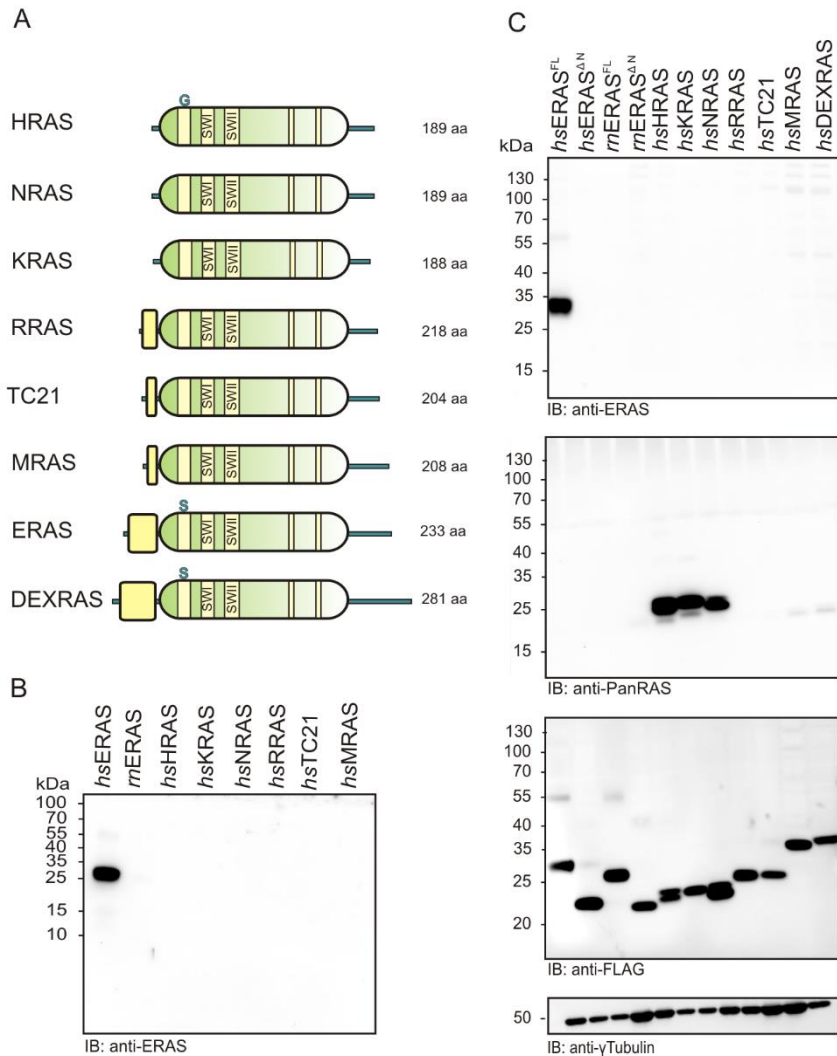 A
G
HRAS SWI SWII 189 aa
NRAS SWI SWII 189 aa
KRAS SWI SWII 188 aa
RRAS SWI SWII 218 aa
TC21 SWI SWII 204 aa
MRAS SWI SWII 208 aa
S
ERAS SWI SWII 233 aa
S
DEXRAS SWI SWII 281 aa
B
kDa
hsERAS
rnERAS
hsHRAS
hsKRAS
hsNRAS
hsRRAS
hsTC21
hsMRAS
100
70
55
40
35
25
15
10
IB: anti-ERAS
C
kDa
hsERAS^FL
hsERAS^ΔN
rnERAS^FL
rnERAS^ΔN
hsHRAS
hsKRAS
hsNRAS
hsRRAS
hsTC21
hsMRAS
hsDEXRAS
130
100
70
55
40
35
25
15
IB: anti-ERAS
130
100
70
55
40
35
25
15
IB: anti-PanRAS
130
100
70
55
40
35
25
20
IB: anti-FLAG
50
IB: anti-γTubulin